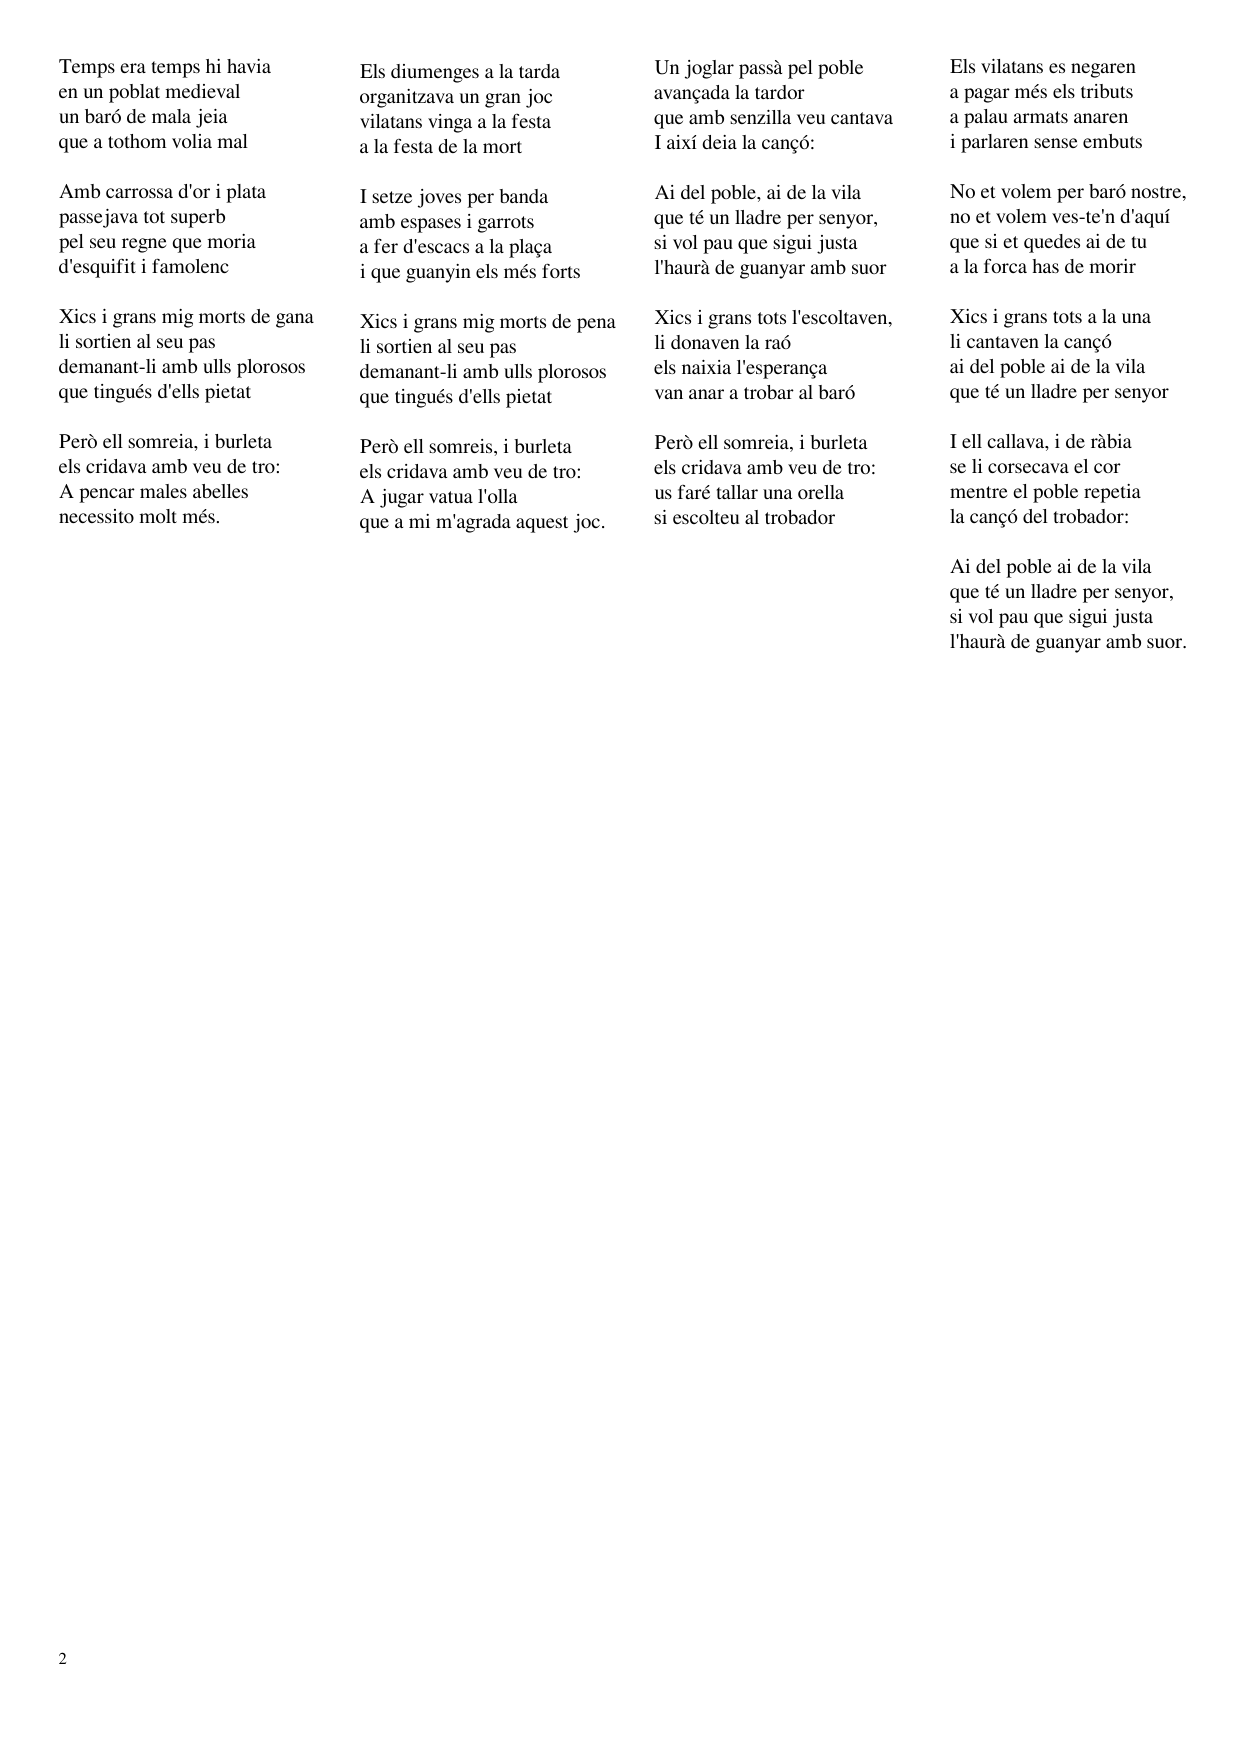 Temps era temps hi havia
en un poblat medieval
un baró de mala jeia
que a tothom volia mal

Amb carrossa d'or i plata
passejava tot superb
pel seu regne que moria
d'esquifit i famolenc

Xics i grans mig morts de gana
li sortien al seu pas
demanant-li amb ulls plorosos
que tingués d'ells pietat

Però ell somreia, i burleta
els cridava amb veu de tro:
A pencar males abelles
necessito molt més.

Els diumenges a la tarda
organitzava un gran joc
vilatans vinga a la festa
a la festa de la mort

I setze joves per banda
amb espases i garrots
a fer d'escacs a la plaça
i que guanyin els més forts

Xics i grans mig morts de pena
li sortien al seu pas
demanant-li amb ulls plorosos
que tingués d'ells pietat

Però ell somreis, i burleta
els cridava amb veu de tro:
A jugar vatua l'olla
que a mi m'agrada aquest joc.

Un joglar passà pel poble
avançada la tardor
que amb senzilla veu cantava
I així deia la cançó:

Ai del poble, ai de la vila
que té un lladre per senyor,
si vol pau que sigui justa
l'haurà de guanyar amb suor

Xics i grans tots l'escoltaven,
li donaven la raó
els naixia l'esperança
van anar a trobar al baró

Però ell somreia, i burleta
els cridava amb veu de tro:
us faré tallar una orella
si escolteu al trobador

Els vilatans es negaren
a pagar més els tributs
a palau armats anaren
i parlaren sense embuts

No et volem per baró nostre,
no et volem ves-te'n d'aquí
que si et quedes ai de tu
a la forca has de morir

Xics i grans tots a la una
li cantaven la cançó
ai del poble ai de la vila
que té un lladre per senyor

I ell callava, i de ràbia
se li corsecava el cor
mentre el poble repetia
la cançó del trobador:

Ai del poble ai de la vila
que té un lladre per senyor,
si vol pau que sigui justa
l'haurà de guanyar amb suor.

2